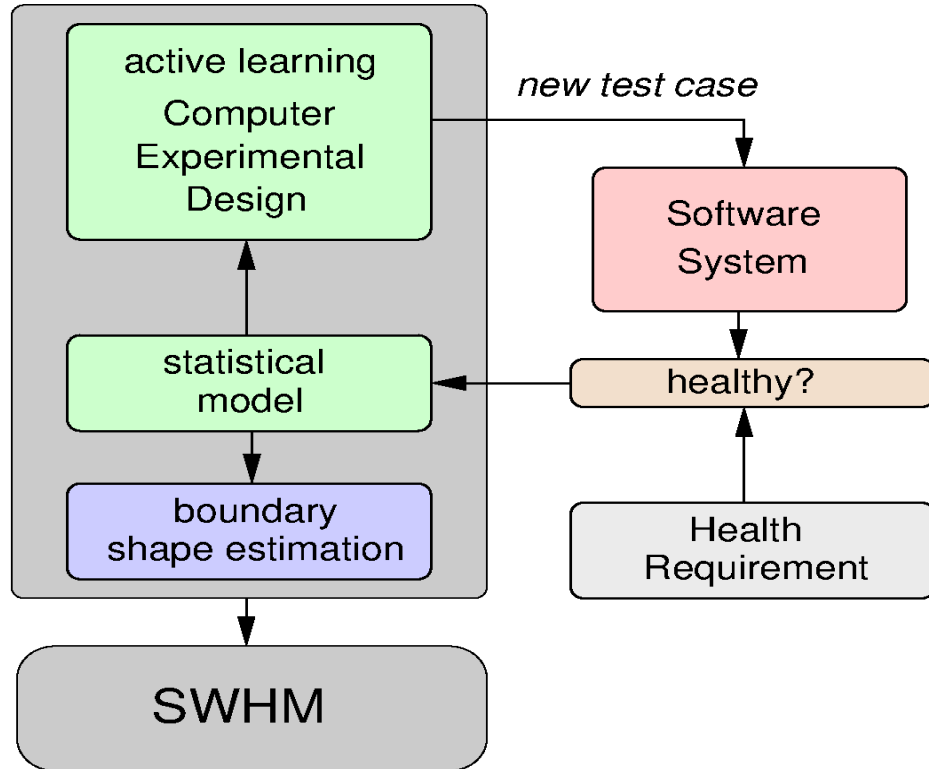 active learning
Computer
Experimental
Design
new test case
Software
System
statistical
model
healthy?
boundary
shape estimation
Health
Requirement
SWHM